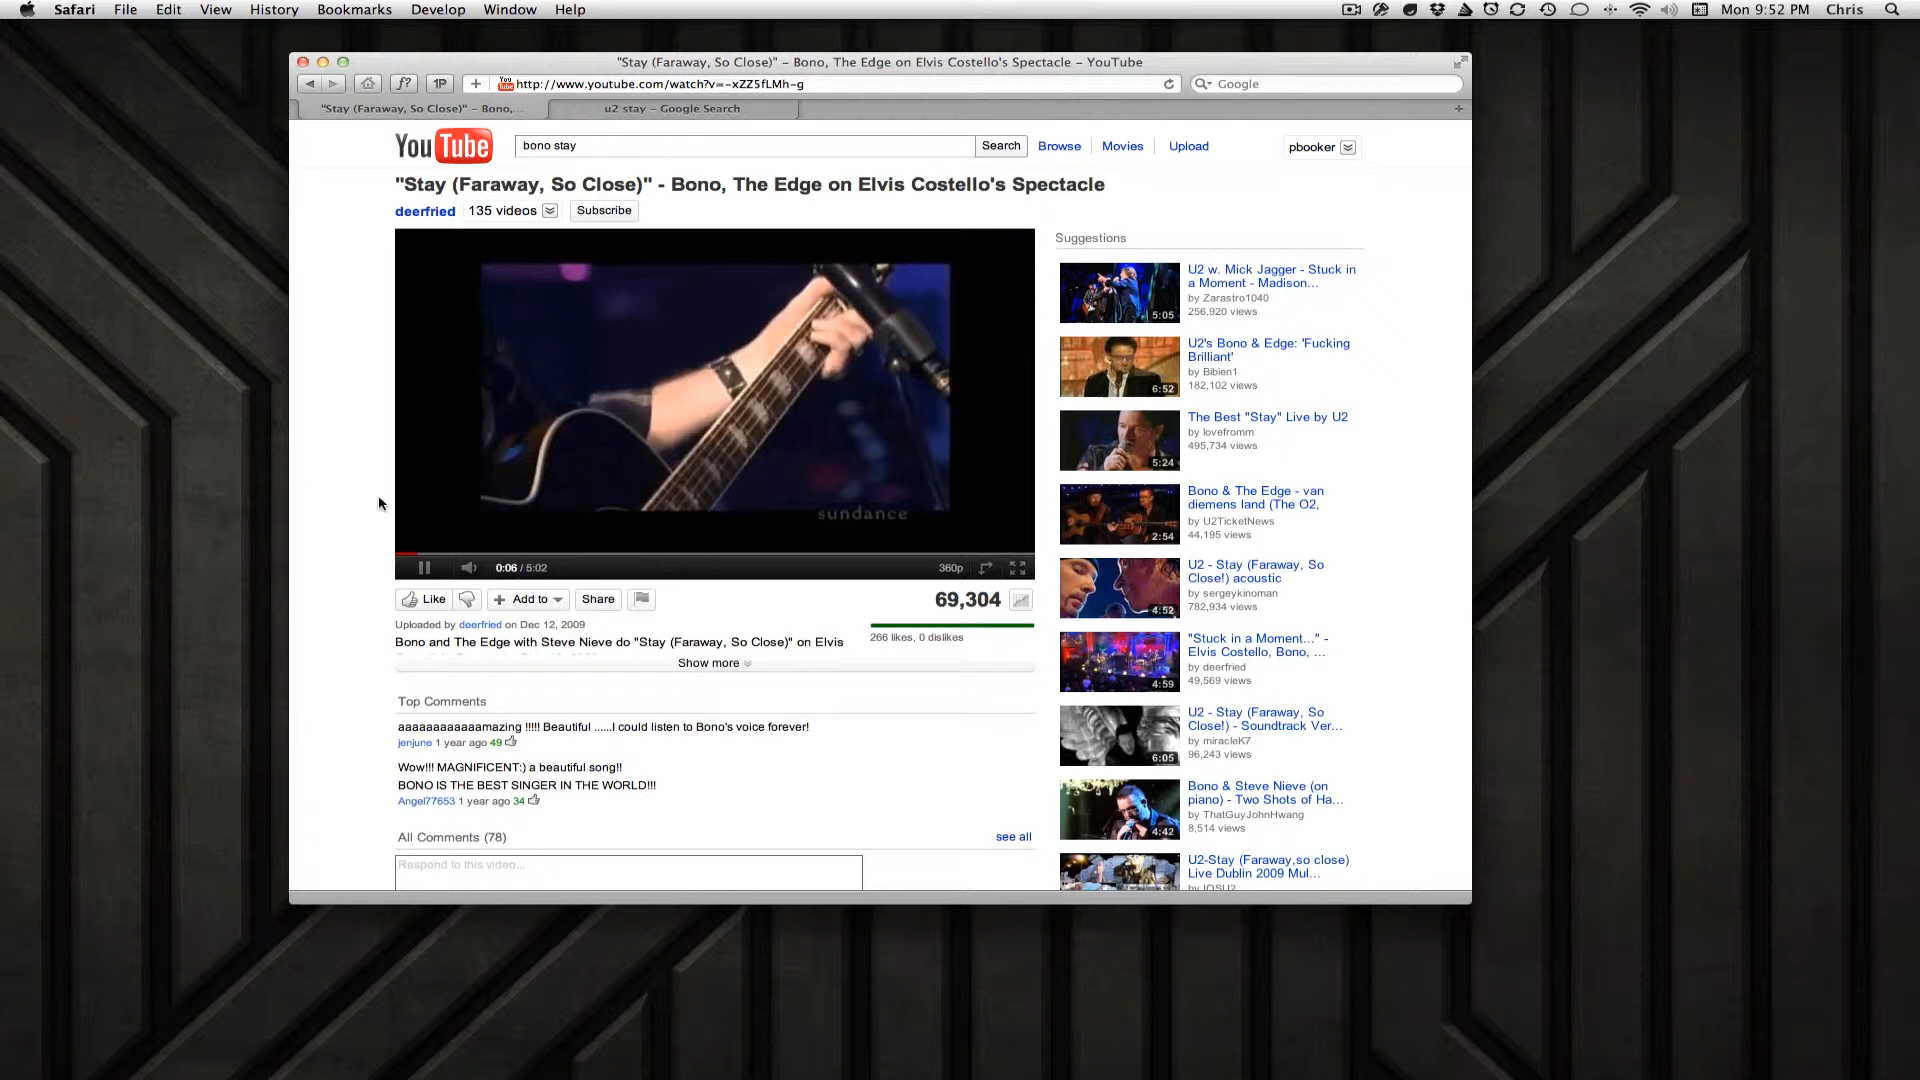 Safari File Edit View History Bookmarks Develop Window Help Mon 9:52 PM Chris
"Stay (Faraway, So Close)" – Bono, The Edge on Elvis Costello's Spectacle – YouTube
f? 1P + http://www.youtube.com/watch?v=-xZZ5fLMh-g Google
"Stay (Faraway, So Close)" – Bono,... u2 stay – Google Search +
You Tube bono stay Search Browse Movies Upload pbooker
"Stay (Faraway, So Close)" - Bono, The Edge on Elvis Costello's Spectacle
deerfried 135 videos Subscribe
sundance
0:06 / 5:02 360p
Like + Add to Share 69,304
Uploaded by deerfried on Dec 12, 2009
266 likes, 0 dislikes
Bono and The Edge with Steve Nieve do "Stay (Faraway, So Close)" on Elvis
Show more
Top Comments
aaaaaaaaaaaamazing !!!!! Beautiful ......I could listen to Bono's voice forever!
jenjune 1 year ago 49
Wow!!! MAGNIFICENT:) a beautiful song!!
BONO IS THE BEST SINGER IN THE WORLD!!!
Angel77653 1 year ago 34
All Comments (78) see all
Respond to this video...
Suggestions
5:05
U2 w. Mick Jagger - Stuck in
a Moment - Madison...
by Zarastro1040
256,920 views
6:52
U2's Bono & Edge: 'Fucking
Brilliant'
by Bibien1
182,102 views
5:24
The Best "Stay" Live by U2
by lovefromm
495,734 views
2:54
Bono & The Edge - van
diemens land (The O2,
by U2TicketNews
44,195 views
4:52
U2 - Stay (Faraway, So
Close!) acoustic
by sergeykinoman
782,934 views
4:59
"Stuck in a Moment..." -
Elvis Costello, Bono, ...
by deerfried
49,569 views
6:05
U2 - Stay (Faraway, So
Close!) - Soundtrack Ver...
by miracleK7
96,243 views
4:42
Bono & Steve Nieve (on
piano) - Two Shots of Ha...
by ThatGuyJohnHwang
8,514 views
U2-Stay (Faraway,so close)
Live Dublin 2009 Mul...